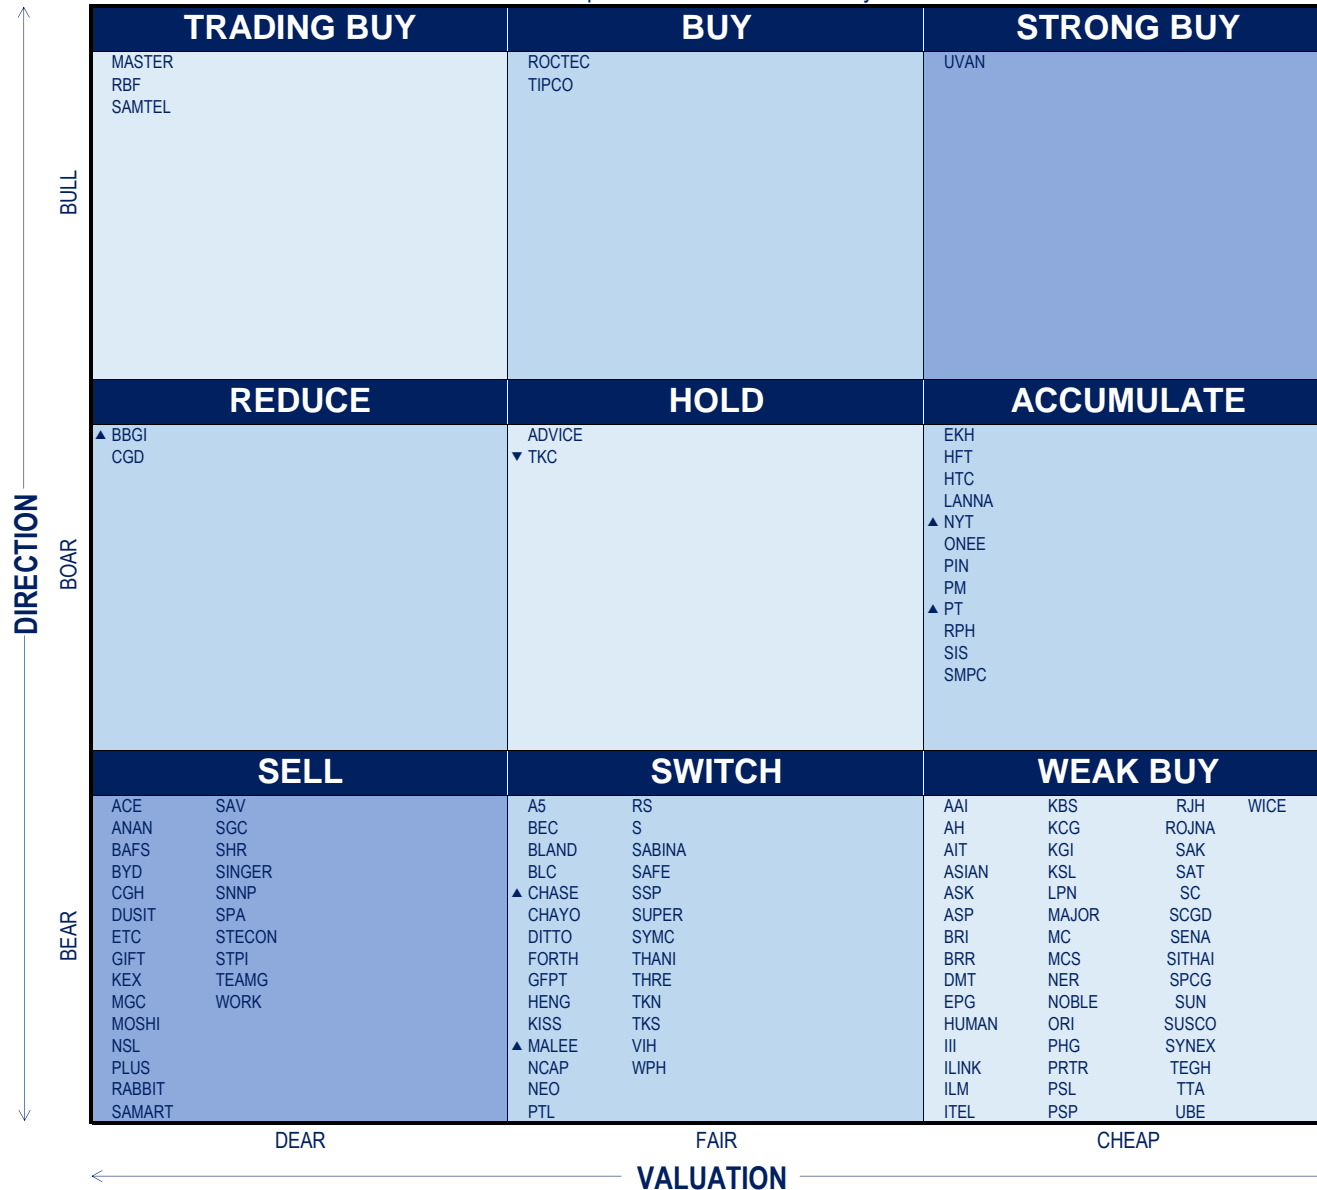 TRADING BUY BUY STRONG BUY
MASTER ROCTEC UVAN
RBF TIPCO
SAMTEL
BULL
REDUCE HOLD ACCUMULATE
▲ BBGI ADVICE EKH
CGD ▼ TKC HFT
HTC
LANNA
▲ NYT
ONEE
PIN
PM
▲ PT
RPH
SIS
SMPC
DIRECTION
BOAR
SELL SWITCH WEAK BUY
ACE SAV A5 RS AAI KBS RJH WICE
ANAN SGC BEC S AH KCG ROJNA
BAFS SHR BLAND SABINA AIT KGI SAK
BYD SINGER BLC SAFE ASIAN KSL SAT
CGH SNNP ▲ CHASE SSP ASK LPN SC
DUSIT SPA CHAYO SUPER ASP MAJOR SCGD
ETC STECON DITTO SYMC BRI MC SENA
GIFT STPI FORTH THANI BRR MCS SITHAI
KEX TEAMG GFPT THRE DMT NER SPCG
MGC WORK HENG TKN EPG NOBLE SUN
MOSHI KISS TKS HUMAN ORI SUSCO
NSL ▲ MALEE VIH III PHG SYNEX
PLUS NCAP WPH ILINK PRTR TEGH
RABBIT NEO ILM PSL TTA
SAMART PTL ITEL PSP UBE
BEAR
DEAR FAIR CHEAP
VALUATION